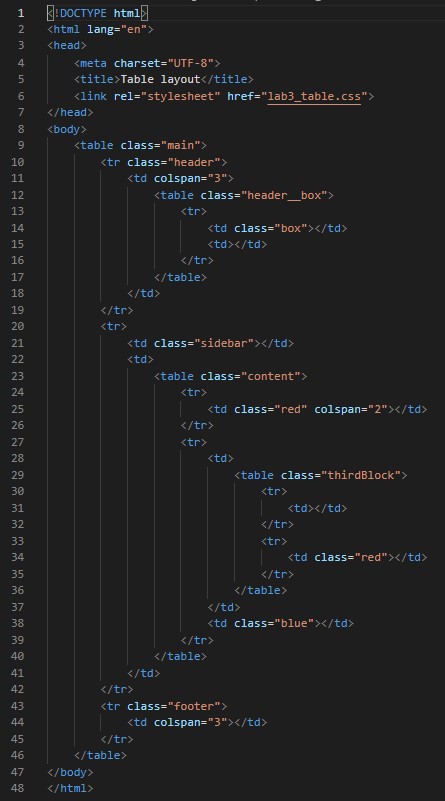 1 <!DOCTYPE html>
2 <html lang="en">
3 <head>
4 <meta charset="UTF-8">
5 <title>Table layout</title>
6 <link rel="stylesheet" href="lab3_table.css">
7 </head>
8 <body>
9 <table class="main">
10 <tr class="header">
11 <td colspan="3">
12 <table class="header__box">
13 <tr>
14 <td class="box"></td>
15 <td></td>
16 </tr>
17 </table>
18 </td>
19 </tr>
20 <tr>
21 <td class="sidebar"></td>
22 <td>
23 <table class="content">
24 <tr>
25 <td class="red" colspan="2"></td>
26 </tr>
27 <tr>
28 <td>
29 <table class="thirdBlock">
30 <tr>
31 <td></td>
32 </tr>
33 <tr>
34 <td class="red"></td>
35 </tr>
36 </table>
37 </td>
38 <td class="blue"></td>
39 </tr>
40 </table>
41 </td>
42 </tr>
43 <tr class="footer">
44 <td colspan="3"></td>
45 </tr>
46 </table>
47 </body>
48 </html>